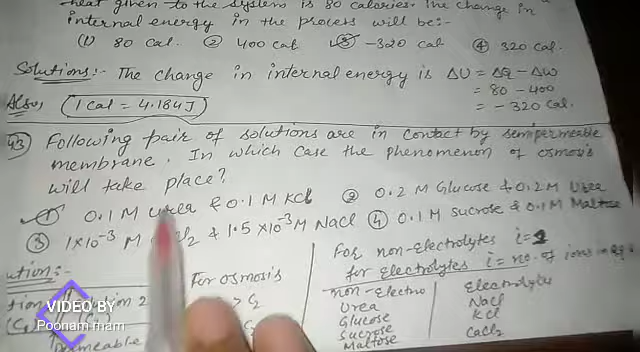 heat given to the system is 80 calories. The change in
internal energy in the process will be:-
(1) 80 cal. (2) 400 cal (3) -320 cal (4) 320 cal.
Solutions:- The change in internal energy is ΔU = Δq - Δw
= 80 - 400
= -320 cal.
Also, (1 cal = 4.184J)
43) Following pair of solutions are in contact by semipermeable
membrane. In which case the phenomenon of osmosis
will take place?
(1) 0.1 M Urea & 0.1 M KCl (2) 0.2 M Glucose & 0.2 M Urea
(3) 1×10⁻³ M & 1.5×10⁻³ M NaCl (4) 0.1 M sucrose & 0.1 M Maltose
For non-electrolytes i=1
for electrolytes i = no. of ions in
For osmosis
non-electro
Urea
Glucose
Sucrose
Maltose
Electrolyte
NaCl
KCl
CaCl₂
VIDEO BY
Poonam mam